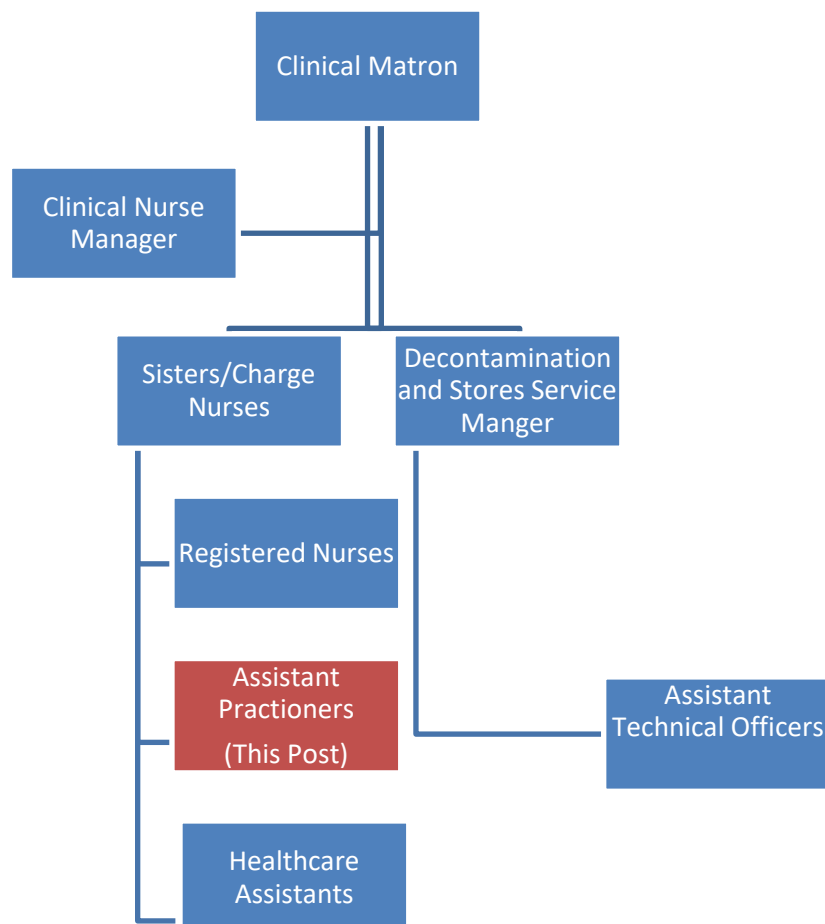 Clinical Matron
Clinical Nurse
Manager
Sisters/Charge
Nurses
Decontamination
and Stores Service
Manger
Registered Nurses
Assistant
Practioners
(This Post)
Assistant
Technical Officers
Healthcare
Assistants